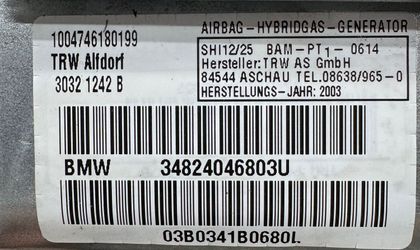 AIRBAG-HYBRIDGAS-GENERATOR
1004746180199
TRW Alfdorf
3032 1242 B
SHI12/25 BAM-PT1-0614
Hersteller:TRW AS GmbH
84544 ASCHAU TEL.08638/965-0
HERSTELLUNGS-JAHR: 2003
BMW 34824046803U
03B0341B0680L